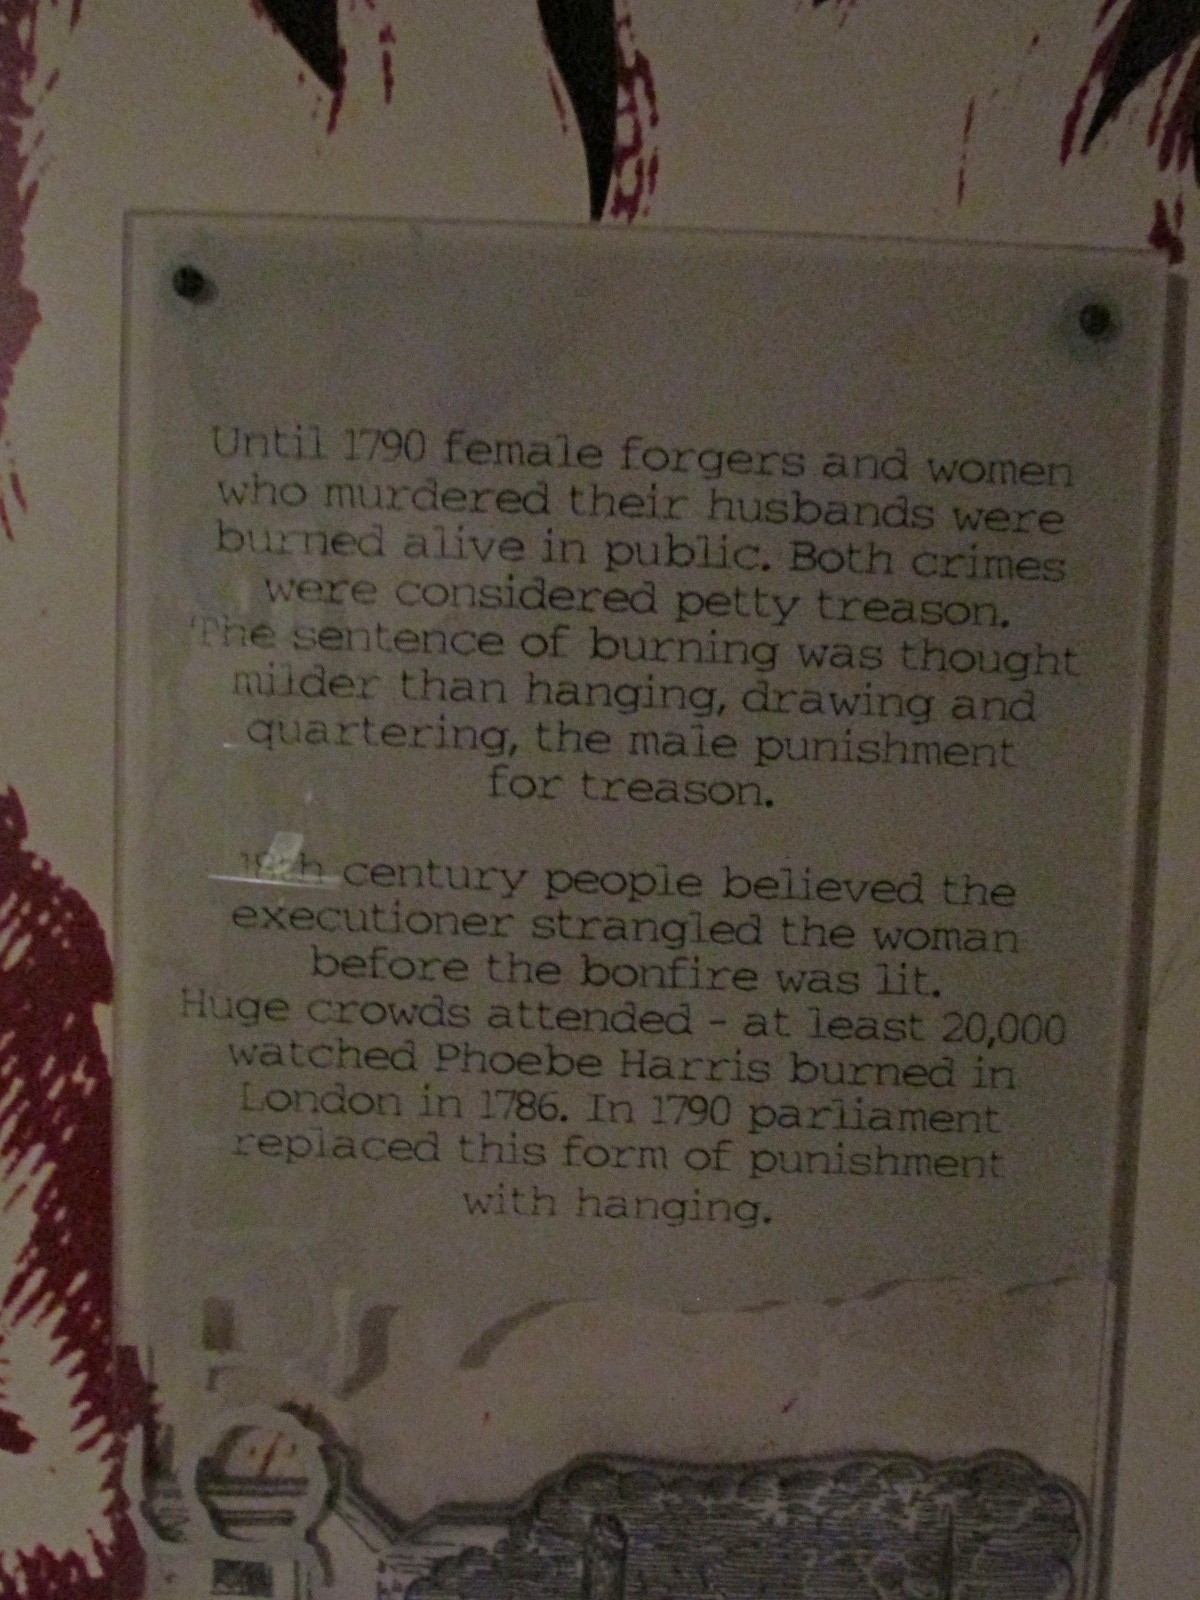 Until 1790 female forgers and women
who murdered their husbands were
burned alive in public. Both crimes
were considered petty treason.
The sentence of burning was thought
milder than hanging, drawing and
quartering, the male punishment
for treason.
century people believed the
executioner strangled the woman
before the bonfire was lit.
Huge crowds attended - at least 20,000
watched Phoebe Harris burned in
London in 1786. In 1790 parliament
replaced this form of punishment
with hanging.